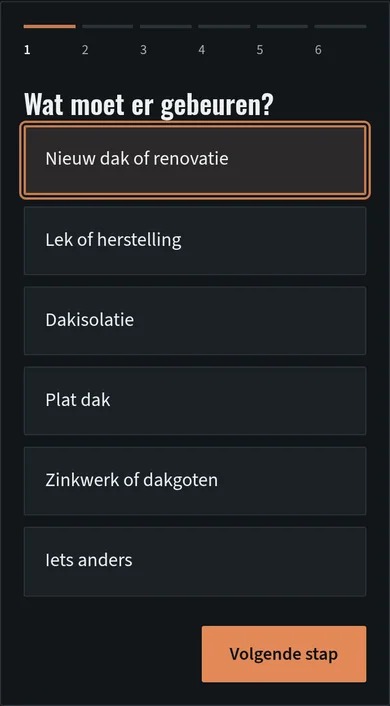 1 2 3 4 5 6
Wat moet er gebeuren?
Nieuw dak of renovatie
Lek of herstelling
Dakisolatie
Plat dak
Zinkwerk of dakgoten
Iets anders
Volgende stap